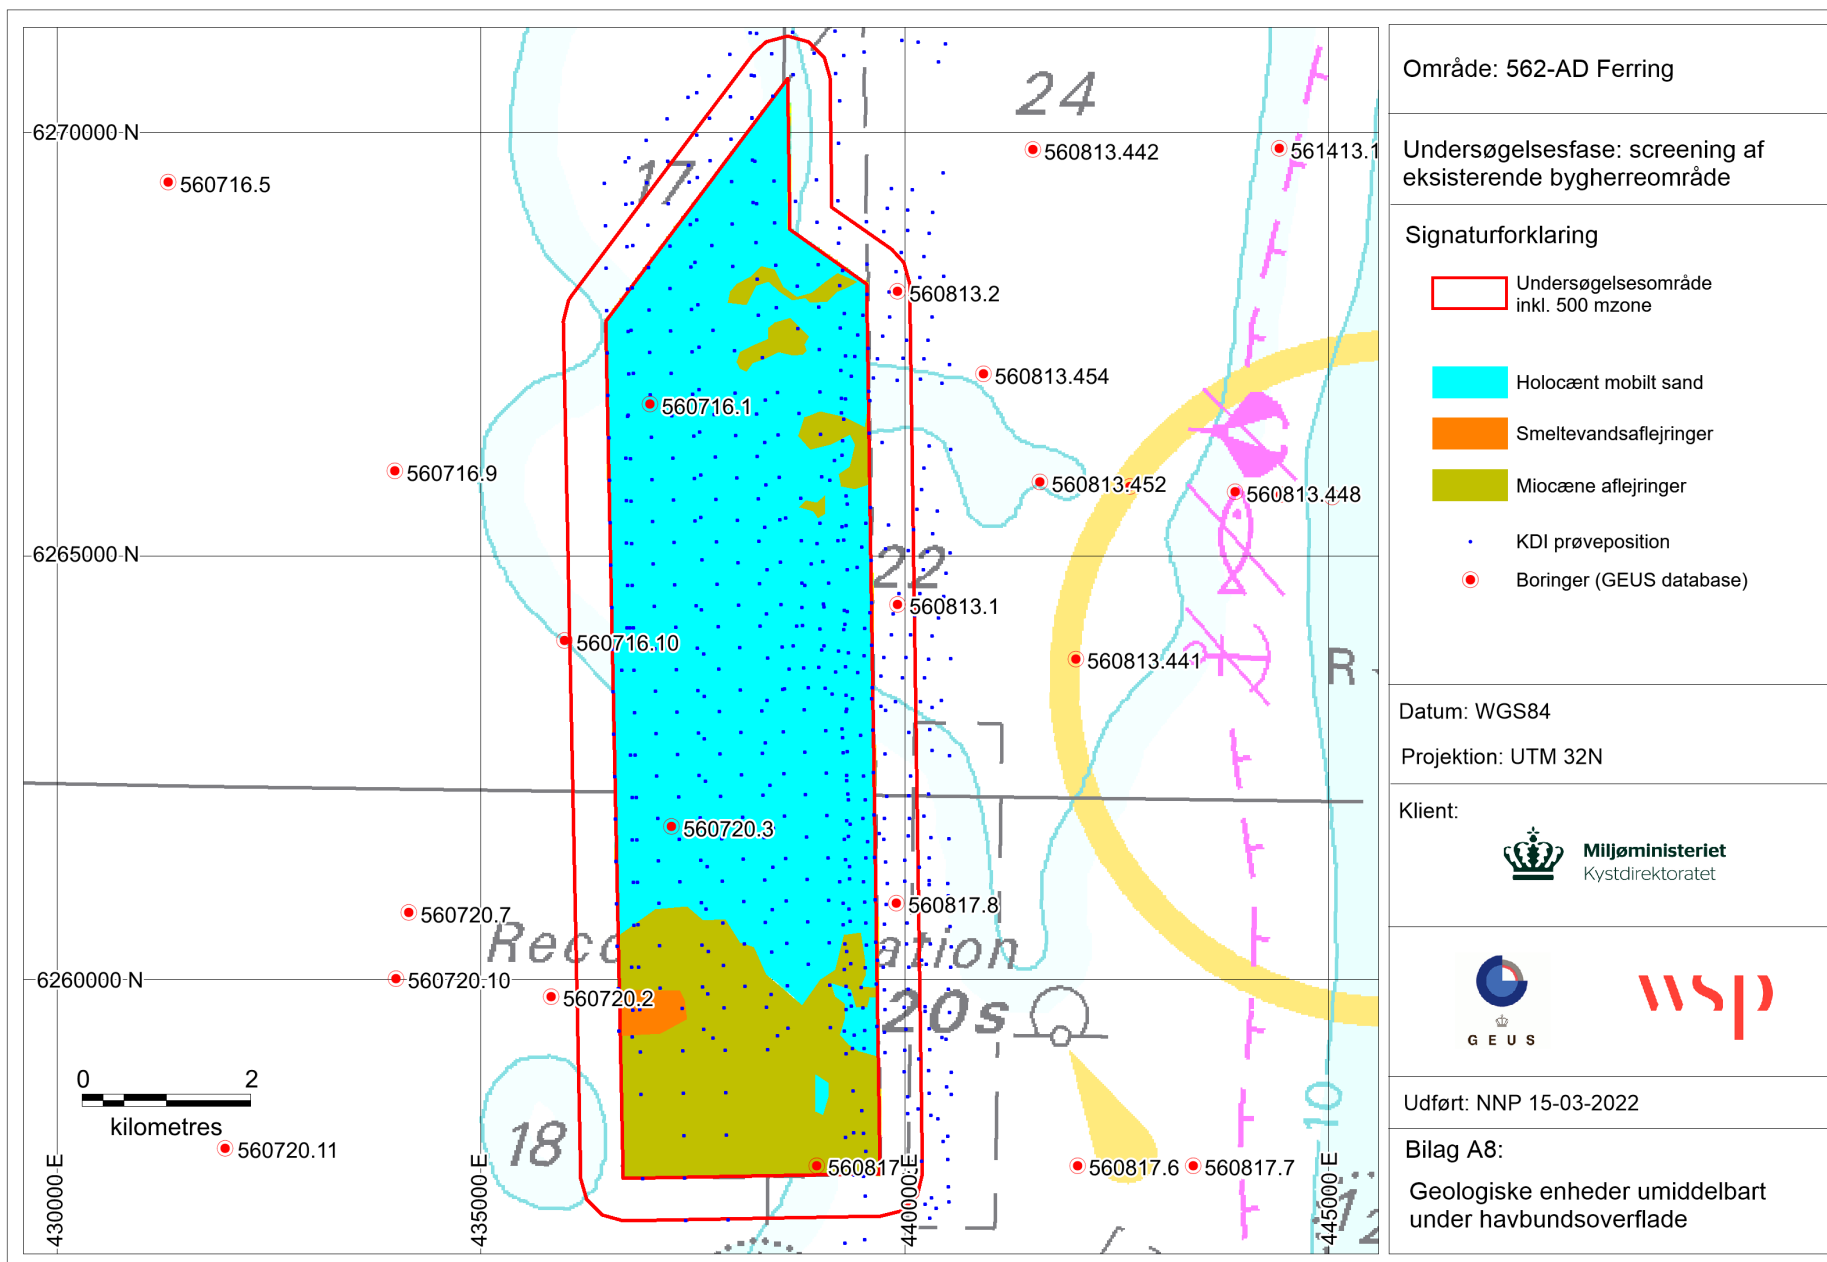 6270000 N
6265000 N
6260000 N
430000 E
435000 E
440000 E
445000 E
24
17
22
20s
18
10
R
560716.5
560813.442
561413.1
560813.2
560813.454
560716.1
560716.9
560813.452
560813.448
560813.1
560716.10
560813.441
560720.3
560720.7
560817.8
560720.10
560720.2
560720.11
560817.6
560817.7
0 2
kilometres
Område: 562-AD Ferring
Undersøgelsesfase: screening af
eksisterende bygherreområde
Signaturforklaring
Undersøgelsesområde
inkl. 500 mzone
Holocænt mobilt sand
Smeltevandsaflejringer
Miocæne aflejringer
KDI prøveposition
Boringer (GEUS database)
Datum: WGS84
Projektion: UTM 32N
Klient:
Miljøministeriet
Kystdirektoratet
GEUS
wsp
Udført: NNP 15-03-2022
Bilag A8:
Geologiske enheder umiddelbart
under havbundsoverflade